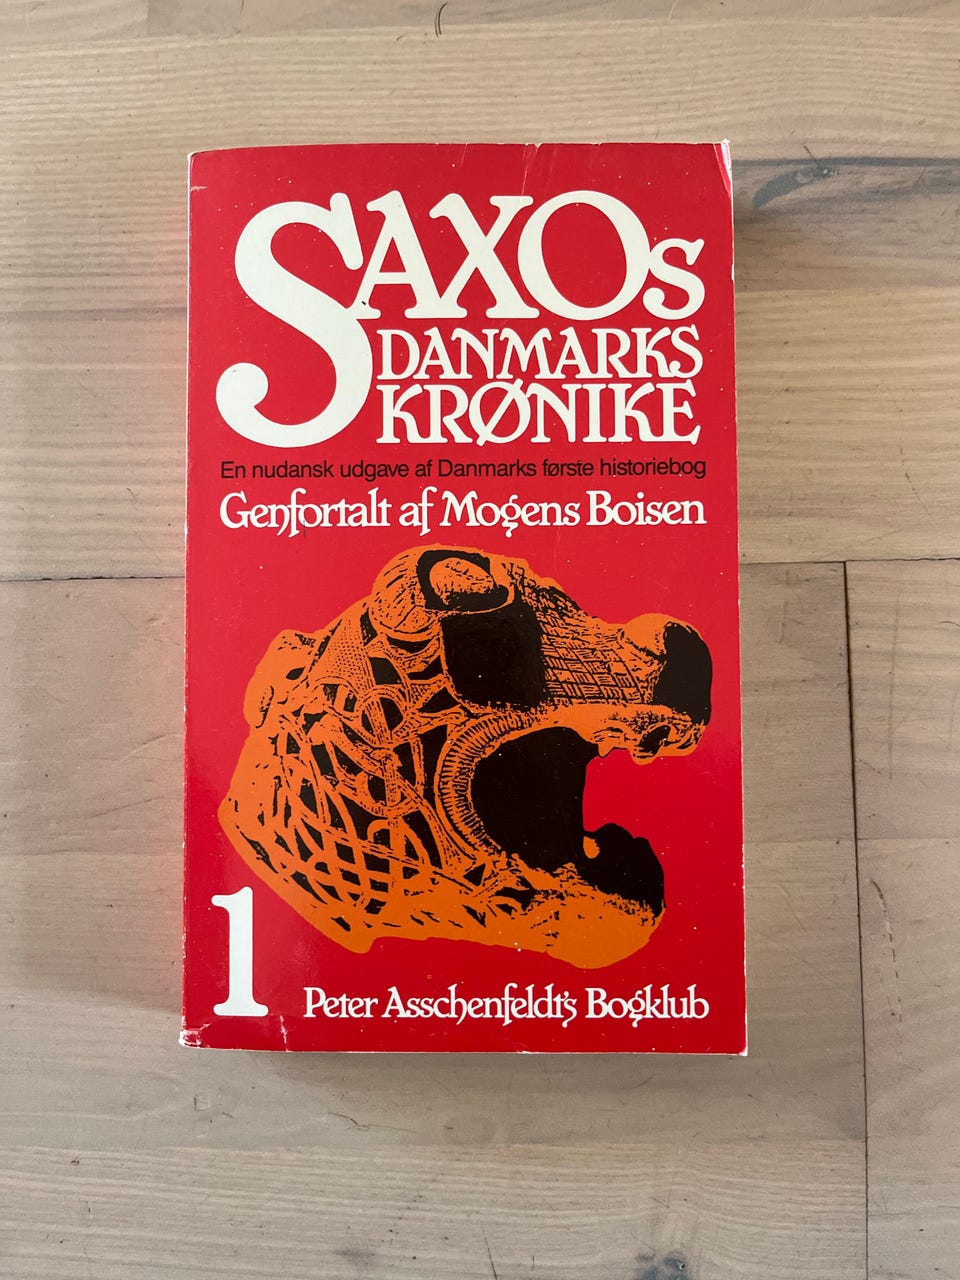 SAXOs
DANMARKS
KRØNIKE
En nudansk udgave af Danmarks første historiebog
Genfortalt af Mogens Boisen
1
Peter Asschenfeldt's Bogklub